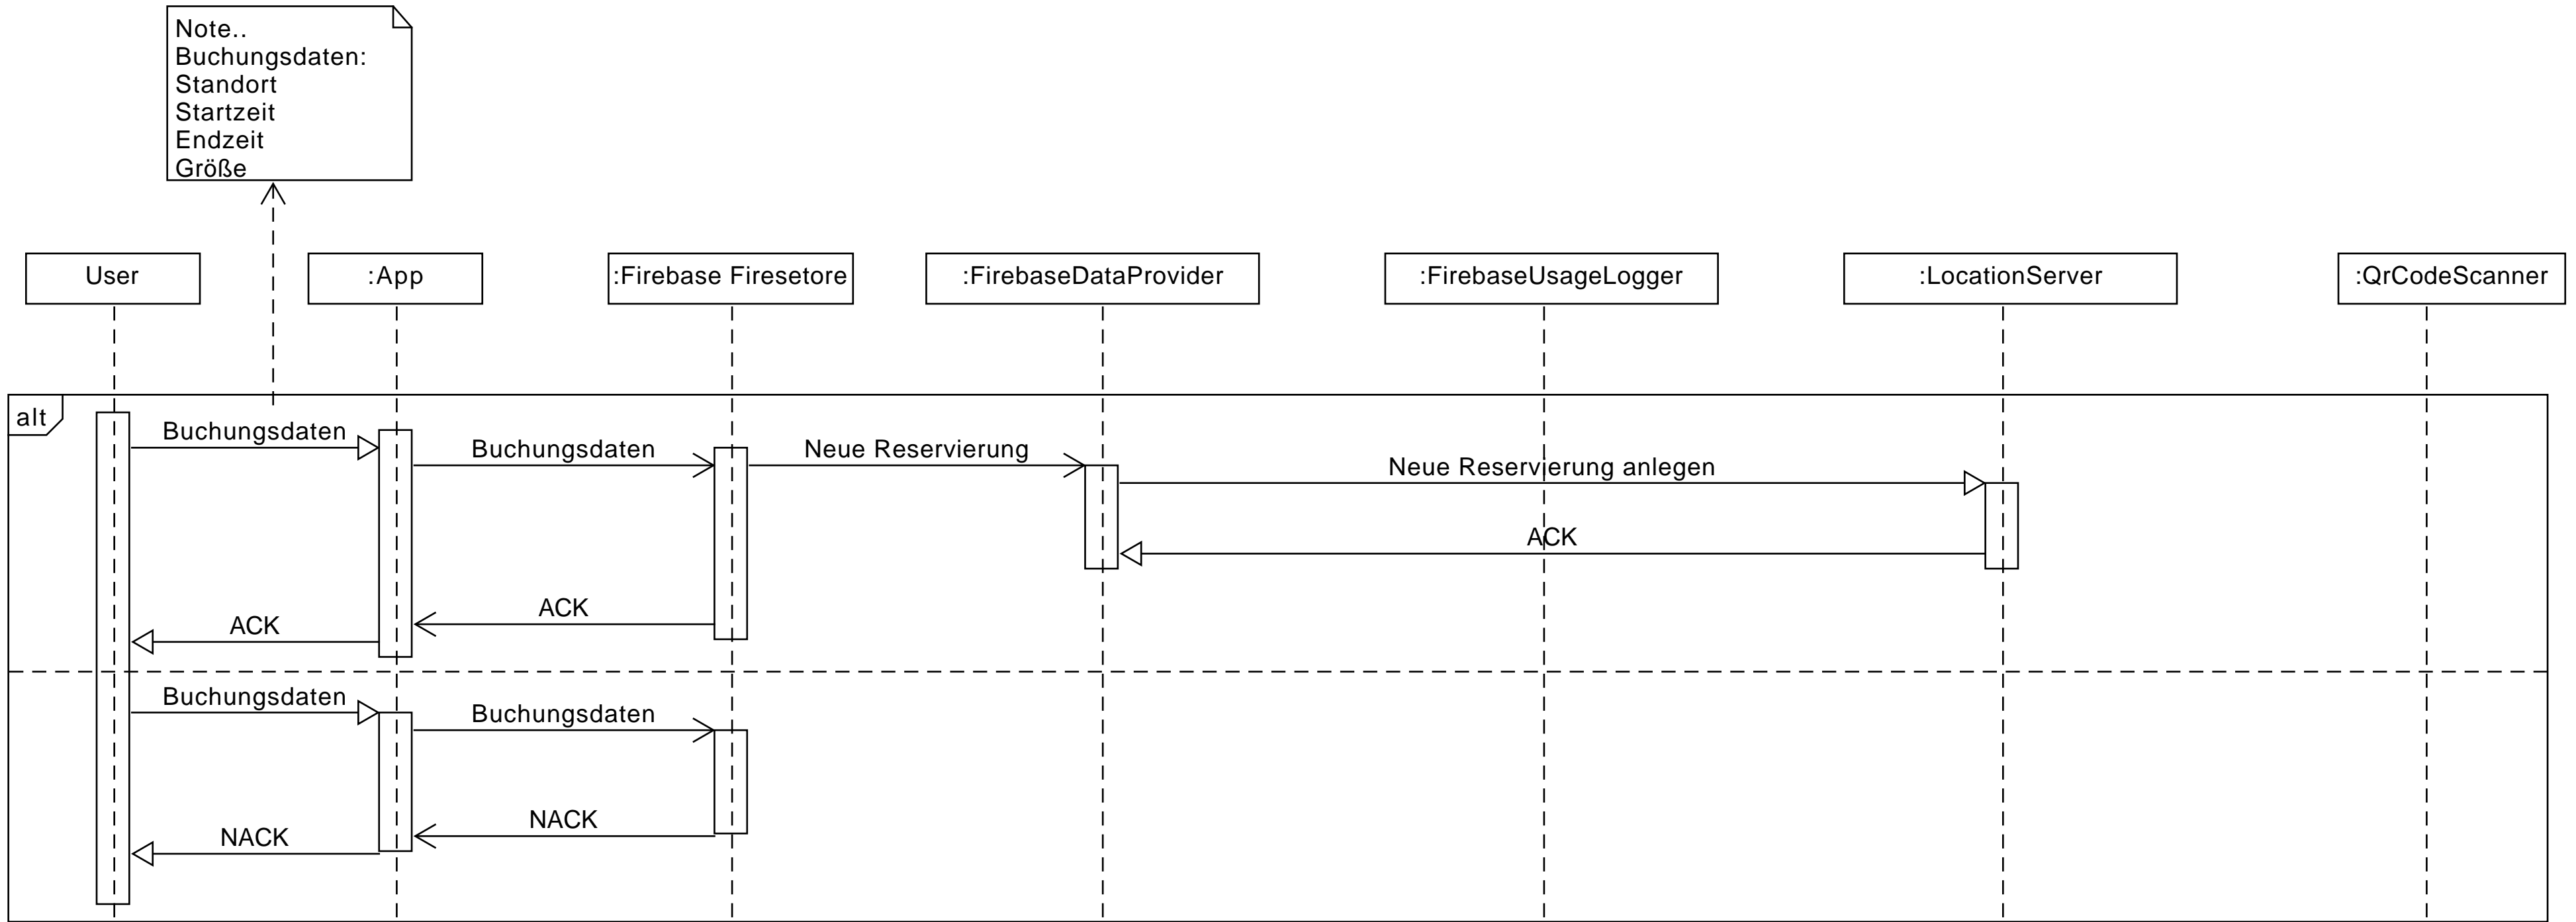 Note..
Buchungsdaten:
Standort
Startzeit
Endzeit
Größe
User
:App
:Firebase Firesetore
:FirebaseDataProvider
:FirebaseUsageLogger
:LocationServer
:QrCodeScanner
alt
Buchungsdaten
Buchungsdaten
Neue Reservierung
Neue Reservierung anlegen
ACK
ACK
ACK
Buchungsdaten
Buchungsdaten
NACK
NACK